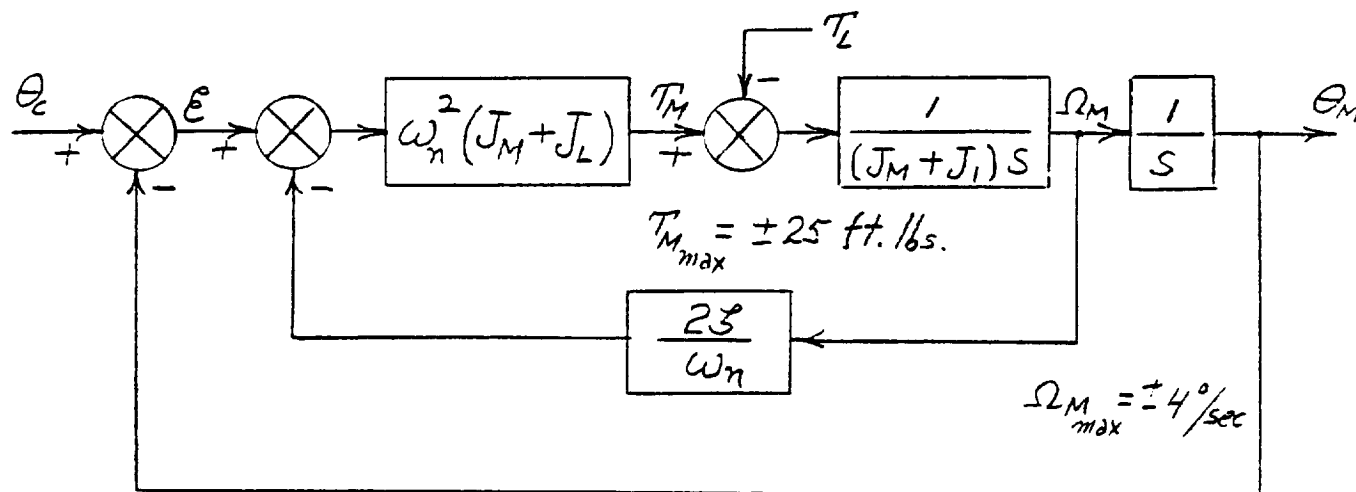 T_L
θ_c + - ε + - ω_n^2 (J_M + J_L) T_M + - 1 / (J_M + J_1) S Ω_M 1 / S θ_M
T_M_max = ±25 ft. lbs.
2ζ / ω_n
Ω_M_max = ±4°/sec